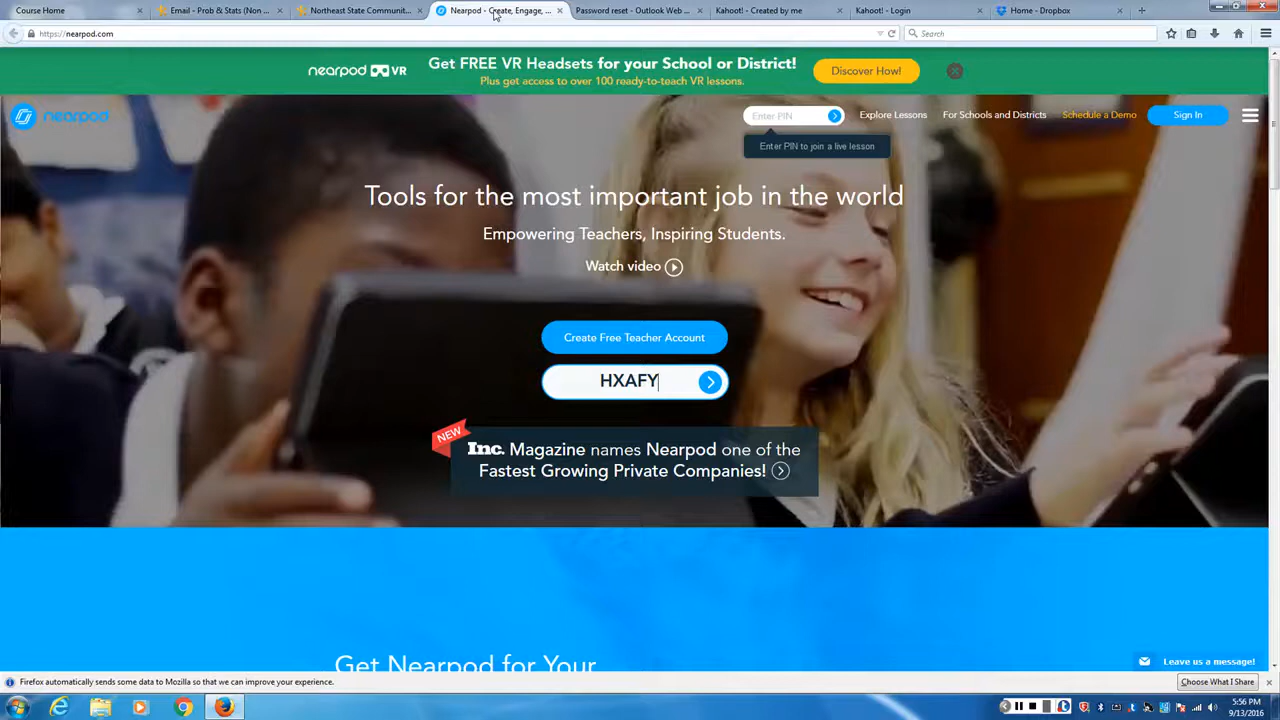 Course Home
Email - Prob & Stats (Non ...
Northeast State Communit...
Nearpod - Create, Engage, ...
Password reset - Outlook Web ...
Kahoot! - Created by me
Kahoot! - Login
Home - Dropbox
https://nearpod.com
Search
nearpod VR
Get FREE VR Headsets for your School or District!
Plus get access to over 100 ready-to-teach VR lessons.
Discover How!
nearpod
Enter PIN
Explore Lessons
For Schools and Districts
Schedule a Demo
Sign In
Enter PIN to join a live lesson
Tools for the most important job in the world
Empowering Teachers, Inspiring Students.
Watch video
Create Free Teacher Account
HXAFY
NEW
Inc. Magazine names Nearpod one of the
Fastest Growing Private Companies!
Get Nearpod for Your
Leave us a message!
Firefox automatically sends some data to Mozilla so that we can improve your experience.
Choose What I Share
5:56 PM
9/13/2016